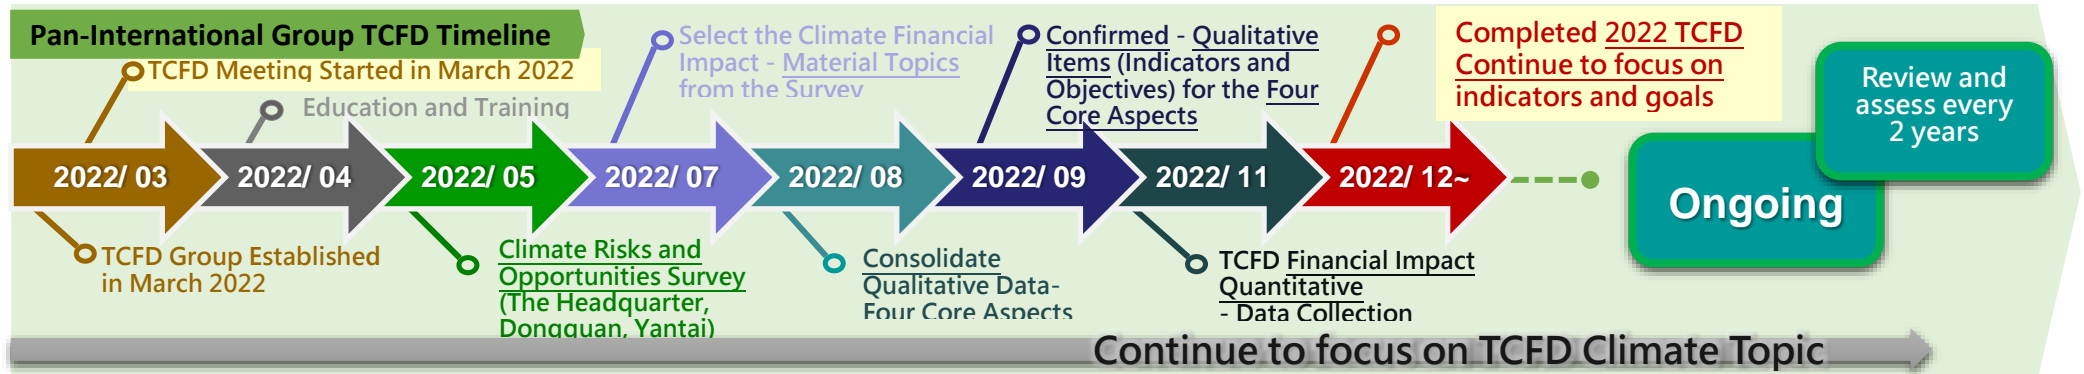 Pan-International Group TCFD Timeline
TCFD Meeting Started in March 2022
Education and Training
Select the Climate Financial
Impact - Material Topics
from the Survey
Confirmed - Qualitative
Items (Indicators and
Objectives) for the Four
Core Aspects
Completed 2022 TCFD
Continue to focus on
indicators and goals
Review and
assess every
2 years
2022/ 03
2022/ 04
2022/ 05
2022/ 07
2022/ 08
2022/ 09
2022/ 11
2022/ 12~
Ongoing
TCFD Group Established
in March 2022
Climate Risks and
Opportunities Survey
(The Headquarter,
Dongguan, Yantai)
Consolidate
Qualitative Data-
Four Core Aspects
TCFD Financial Impact
Quantitative
- Data Collection
Continue to focus on TCFD Climate Topic